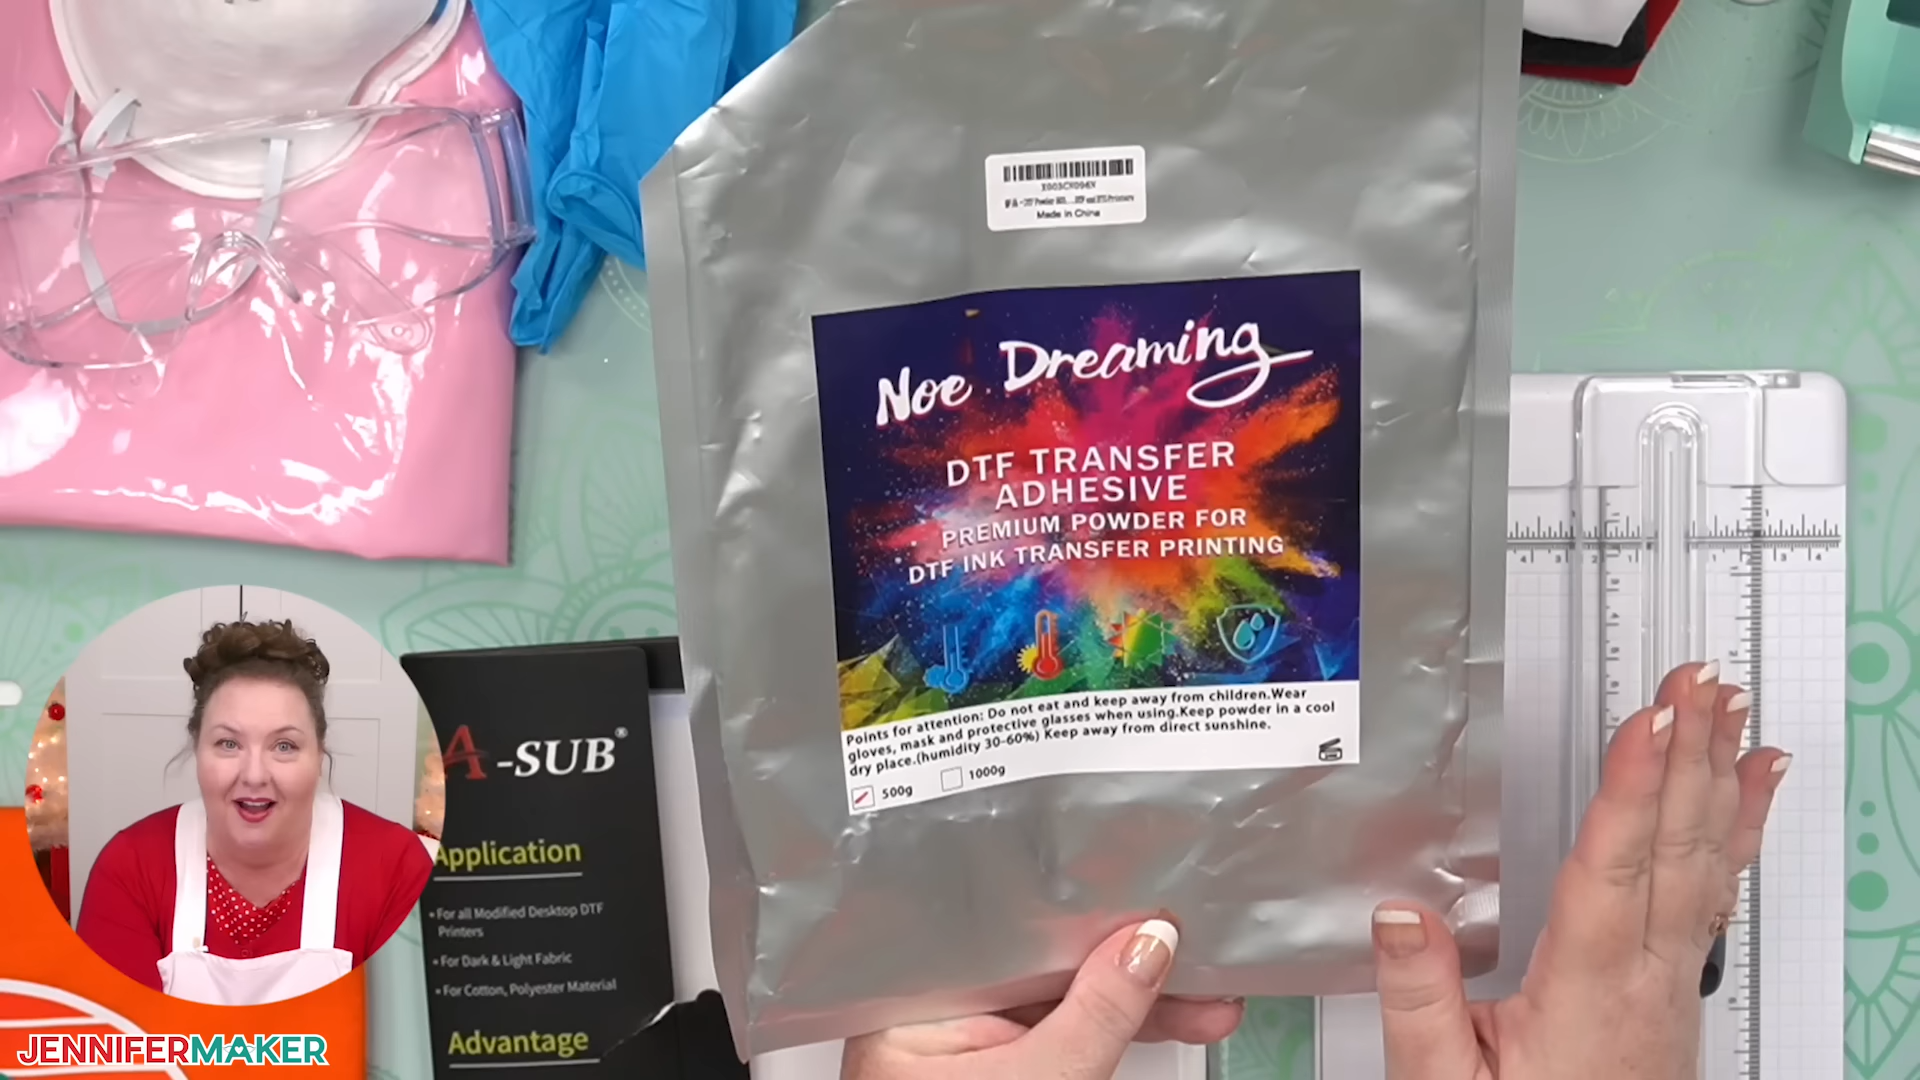 X003CY096X
Made in China
Noe Dreaming
DTF TRANSFER
ADHESIVE
PREMIUM POWDER FOR
DTF INK TRANSFER PRINTING
Points for attention: Do not eat and keep away from children.Wear
gloves, mask and protective glasses when using.Keep powder in a cool
dry place.(humidity 30-60%) Keep away from direct sunshine.
500g
1000g
A-SUB®
Application
• For all Modified Desktop DTF
Printers
• For Dark & Light Fabric
• For Cotton, Polyester Material
Advantage
JENNIFERMAKER